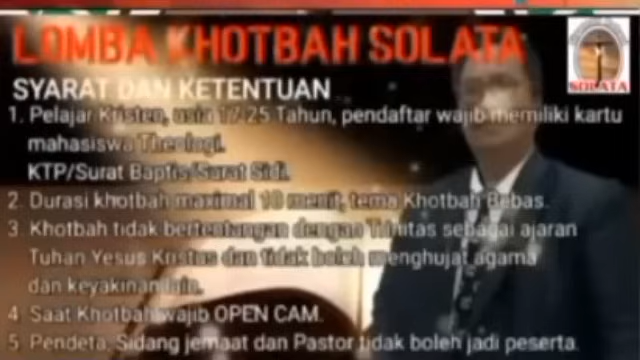 LOMBA KHOTBAH SOLATA
SOLATA
SYARAT DAN KETENTUAN
1. Pelajar Kristen, usia 17-25 Tahun, pendaftar wajib memiliki kartu
mahasiswa Theologi.
KTP/Surat Baptis/Surat Sidi.
2. Durasi khotbah maximal 10 menit, tema Khotbah Bebas.
3 Khotbah tidak bertentangan dengan Trinitas sebagai ajaran
Tuhan Yesus Kristus dan tidak boleh menghujat agama
dan keyakinan lain.
4 Saat Khotbah wajib OPEN CAM.
5 Pendeta, Sidang jemaat dan Pastor tidak boleh jadi peserta.